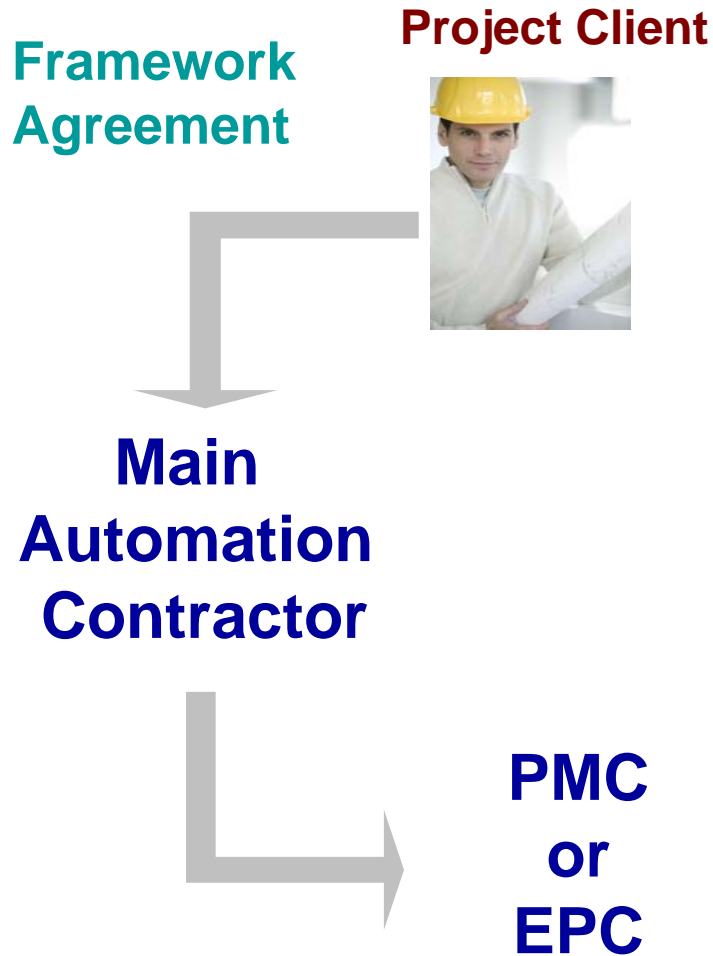 Project Client
Framework
Agreement
Main
Automation
Contractor
PMC
or
EPC